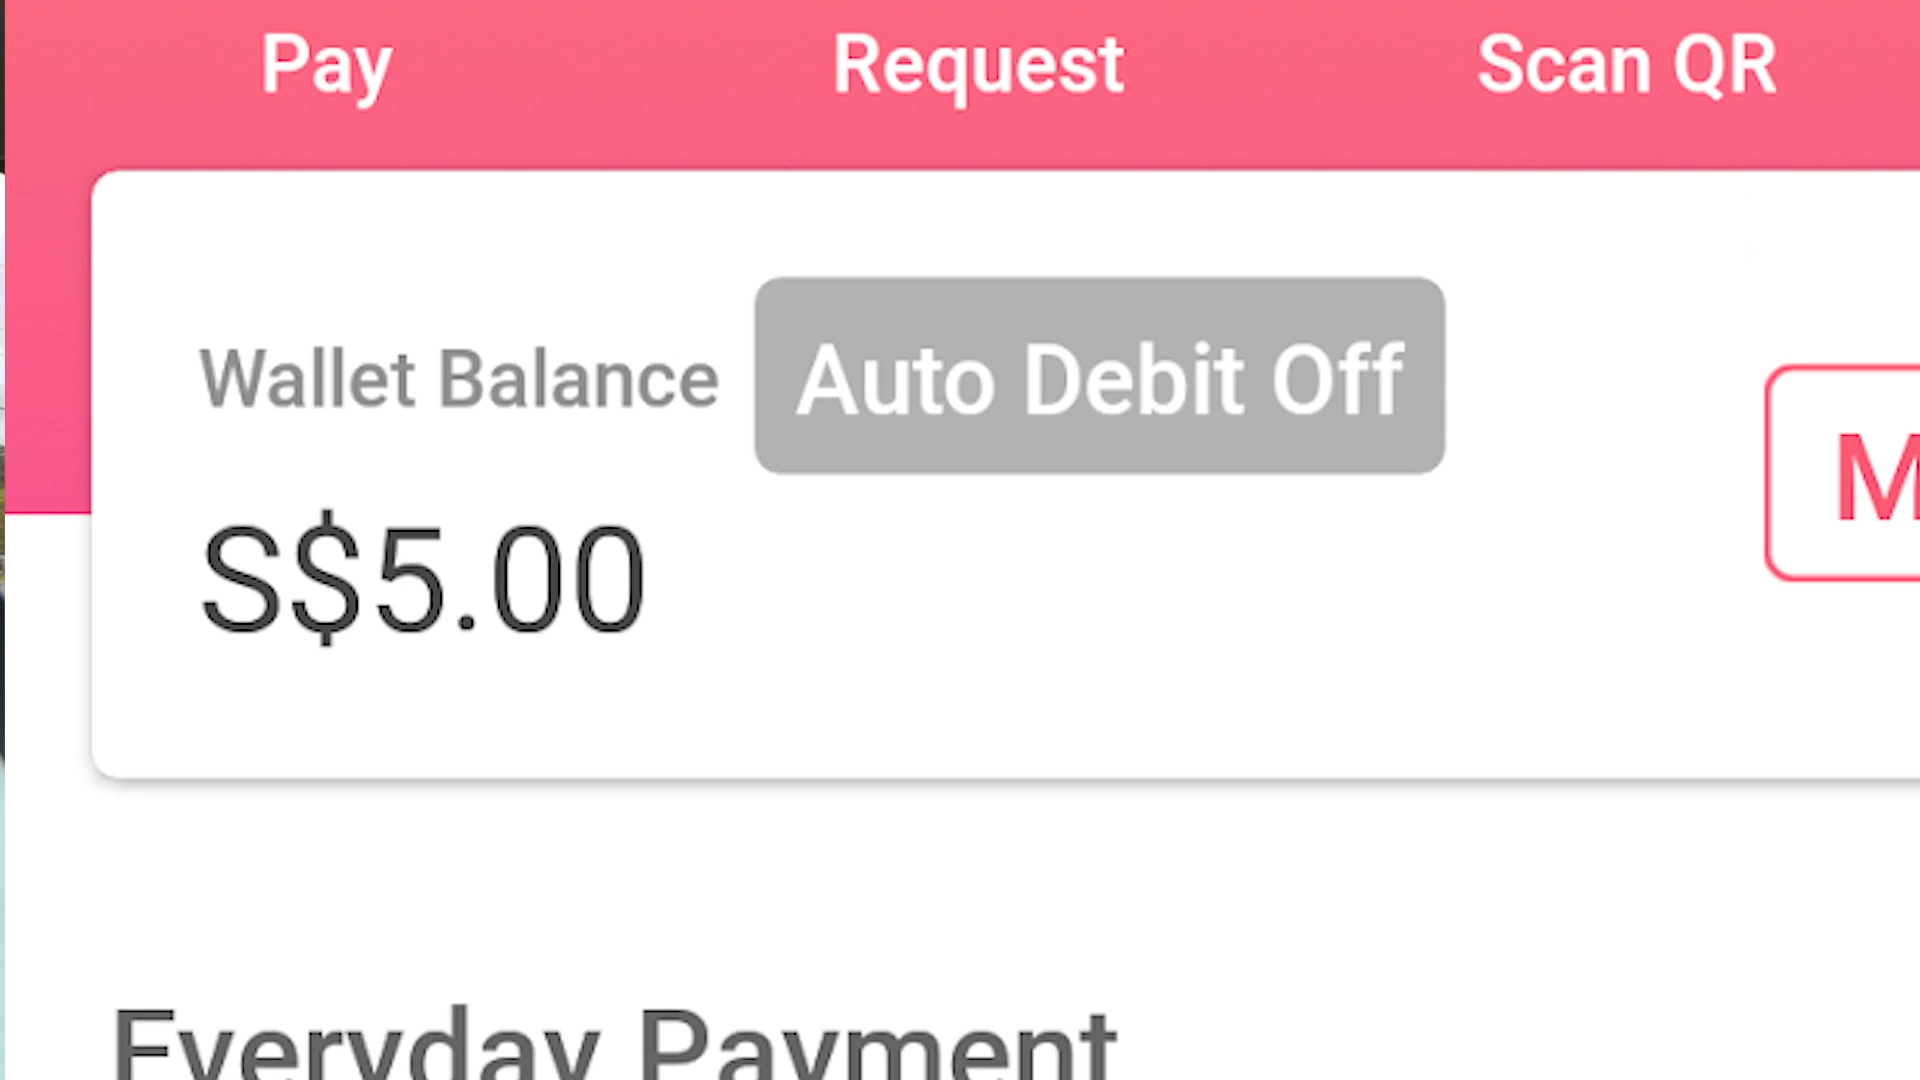 Pay Request Scan QR
Wallet Balance Auto Debit Off
S$5.00
Everyday Payment